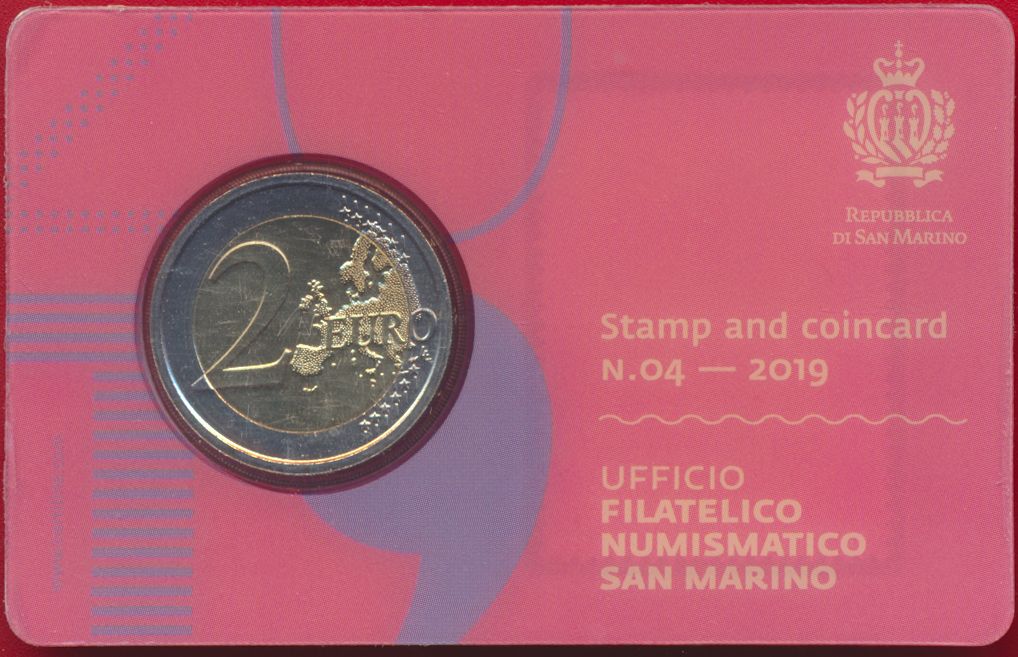 REPUBBLICA
DI SAN MARINO
2 EURO
Stamp and coincard
N.04 — 2019
UFFICIO
FILATELICO
NUMISMATICO
SAN MARINO